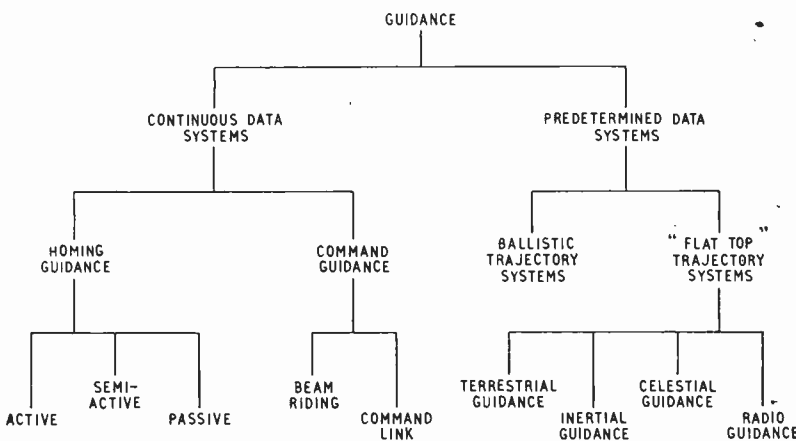 GUIDANCE
CONTINUOUS DATA
SYSTEMS
PREDETERMINED DATA
SYSTEMS
HOMING
GUIDANCE
COMMAND
GUIDANCE
BALLISTIC
TRAJECTORY
SYSTEMS
"FLAT TOP"
TRAJECTORY
SYSTEMS
ACTIVE
SEMI-
ACTIVE
PASSIVE
BEAM
RIDING
COMMAND
LINK
TERRESTRIAL
GUIDANCE
INERTIAL
GUIDANCE
CELESTIAL
GUIDANCE
RADIO
GUIDANCE